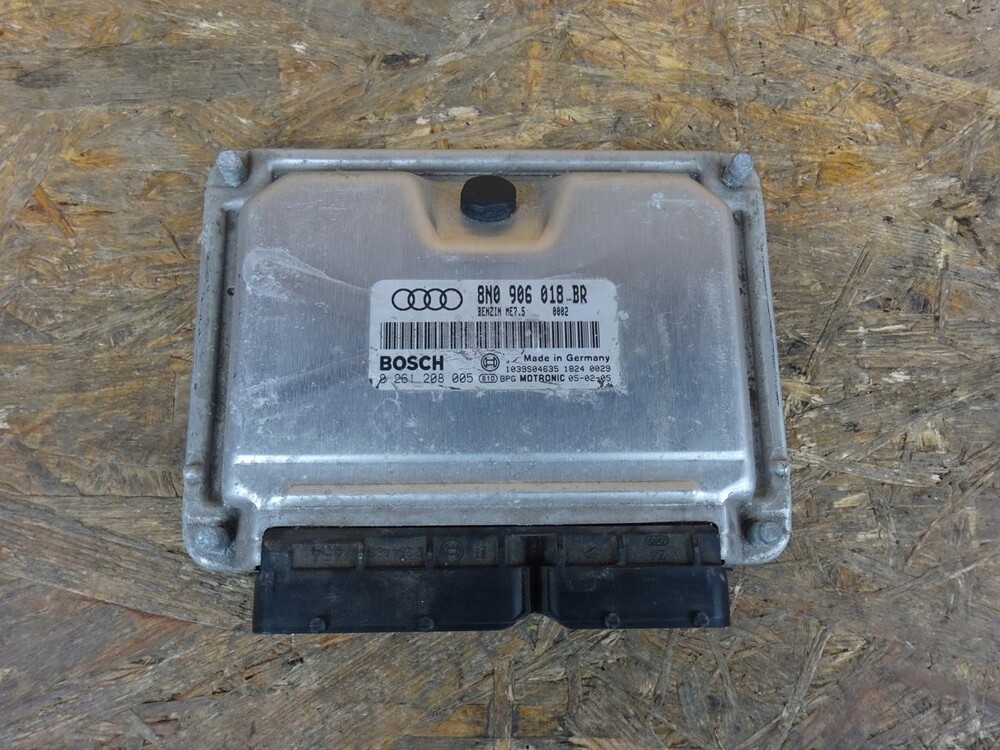 8N0 906 018 BR
BENZIN ME7.5 0002
BOSCH Made in Germany
1039S04635 1824 0029
0 261 208 005 E10 BPG MOTRONIC 05-02-05